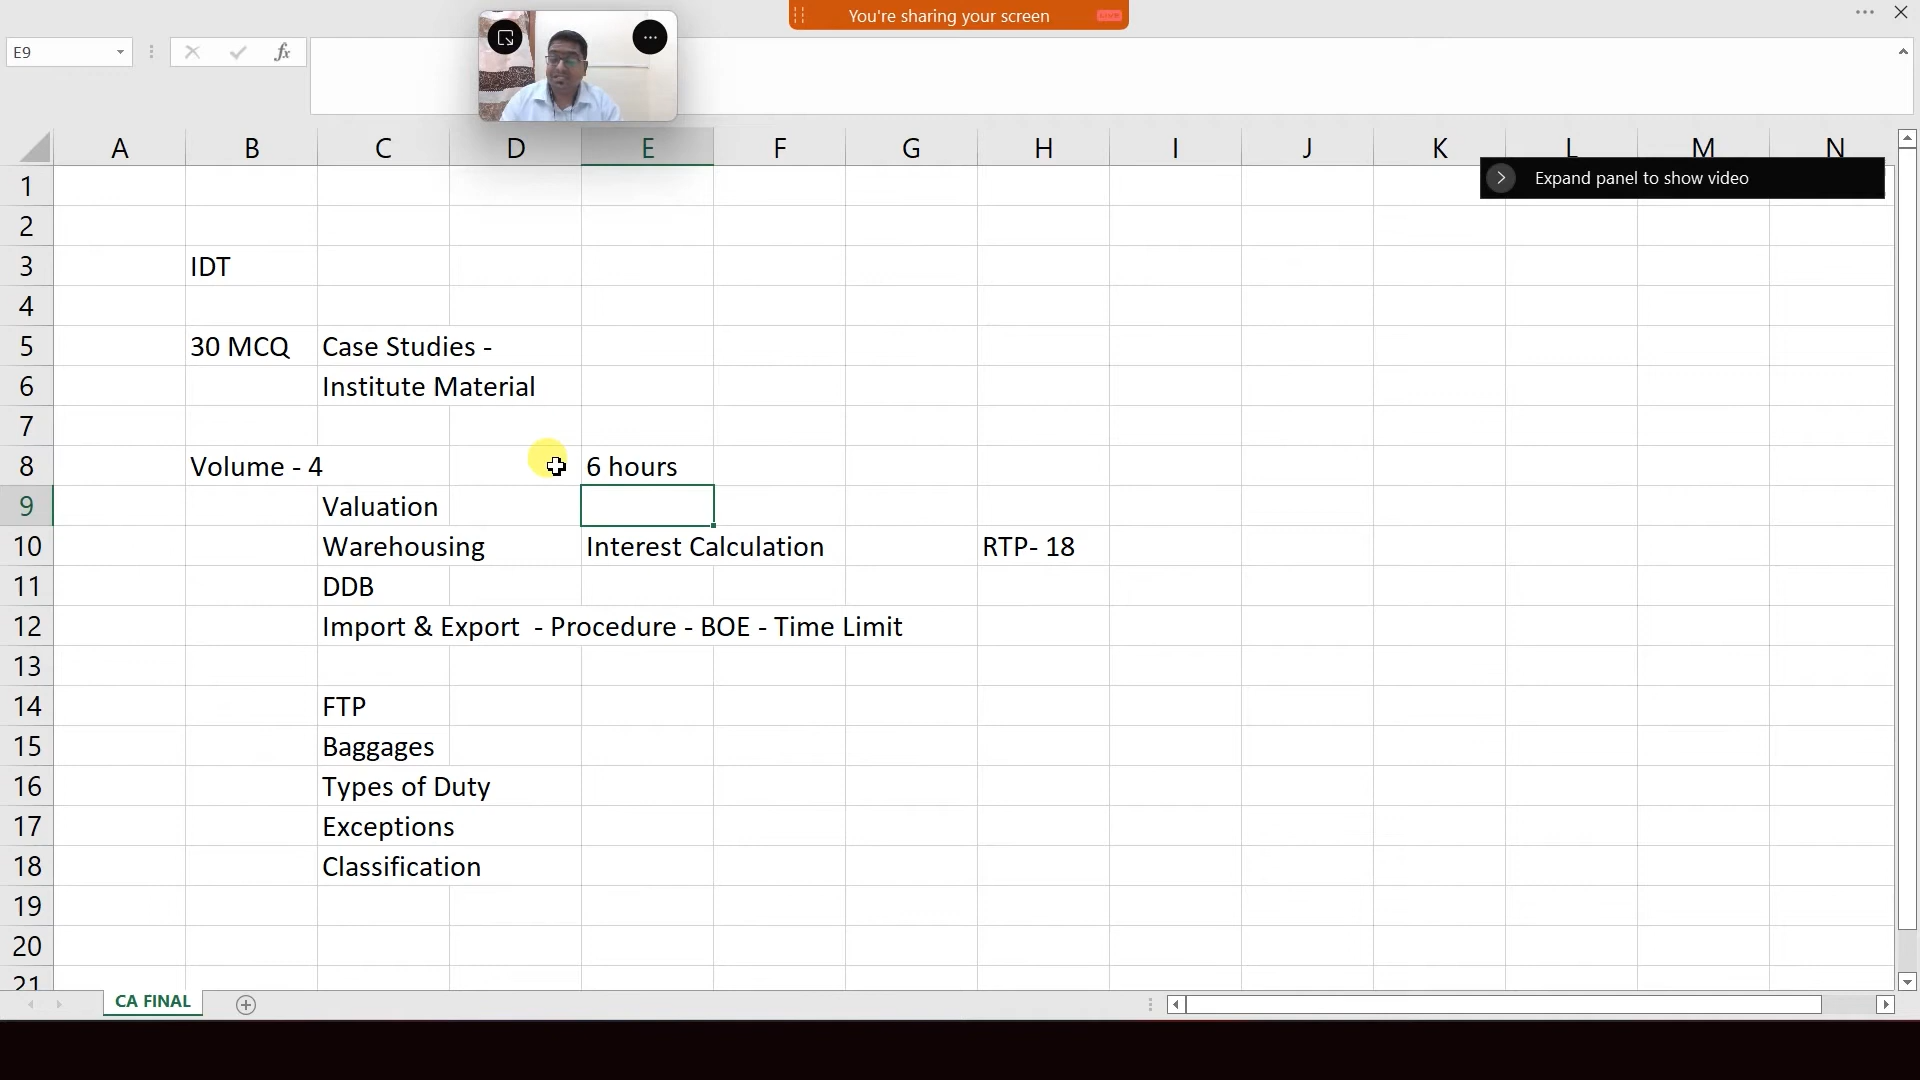 You're sharing your screen LIVE
E9 fx
A B C D E F G H I J K L M N
Expand panel to show video
1
2
3 IDT
4
5 30 MCQ Case Studies -
6 Institute Material
7
8 Volume - 4 6 hours
9 Valuation
10 Warehousing Interest Calculation RTP- 18
11 DDB
12 Import & Export - Procedure - BOE - Time Limit
13
14 FTP
15 Baggages
16 Types of Duty
17 Exceptions
18 Classification
19
20
21
CA FINAL